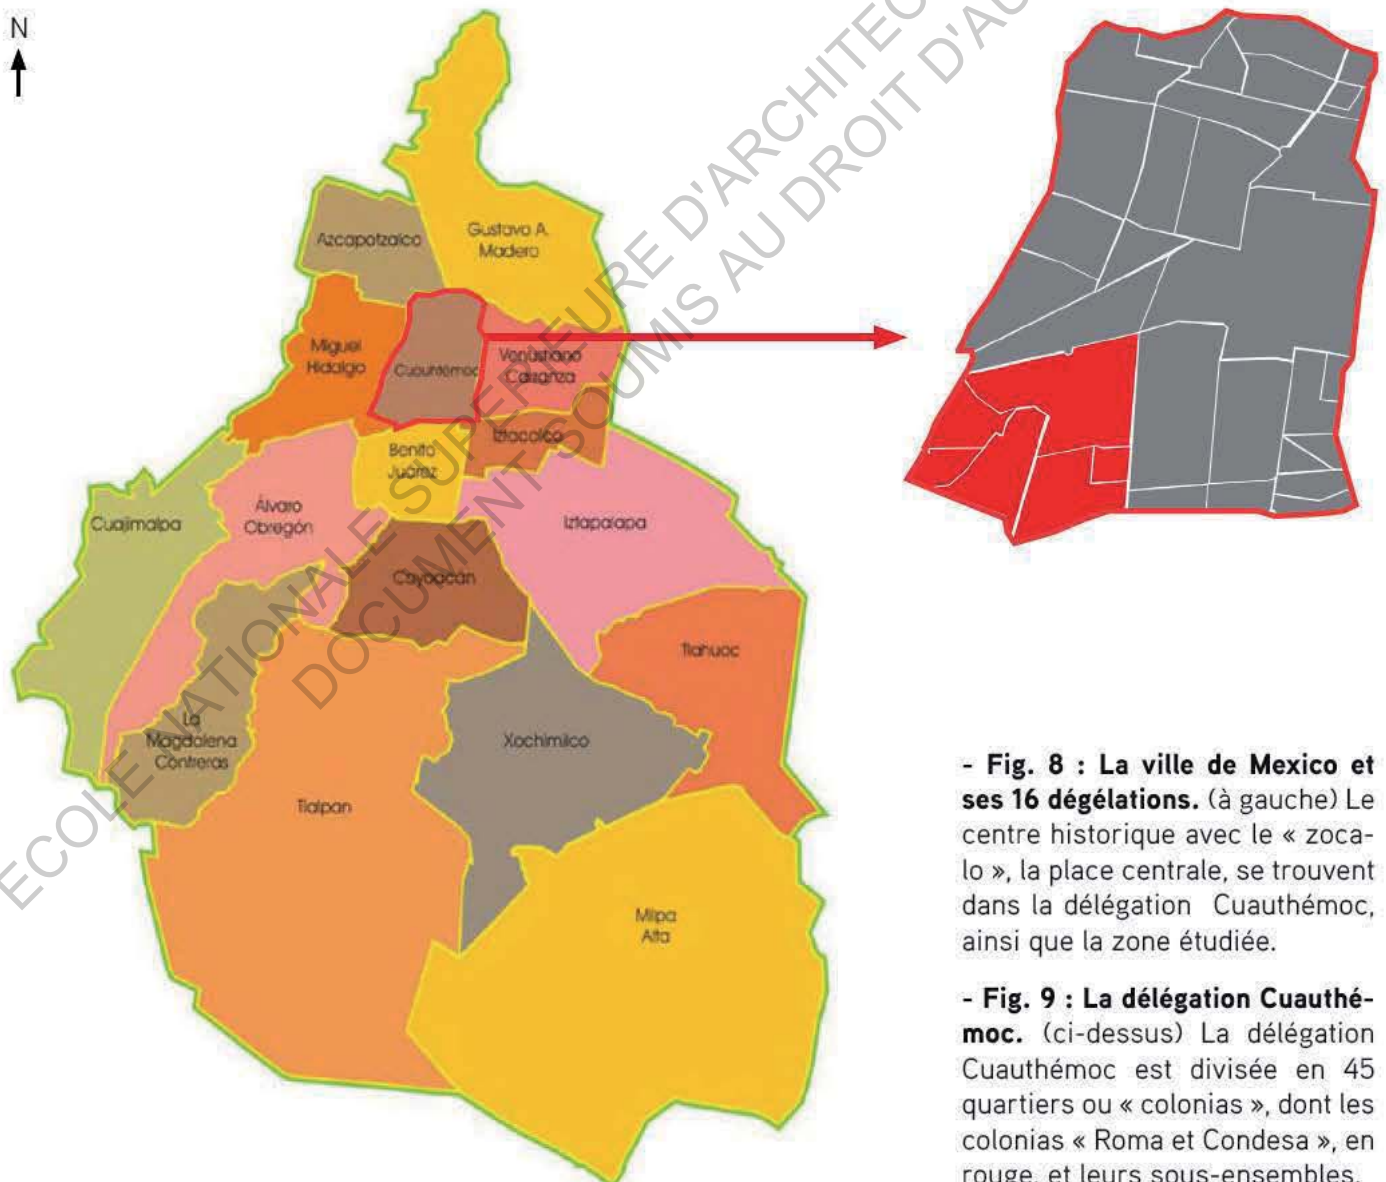 N
Azcapotzalco
Gustavo A.
Madero
Miguel
Hidalgo
Cuauhtémoc
Venustiano
Carranza
Iztacalco
Benito
Juárez
Cuajimalpa
Álvaro
Obregón
Iztapalapa
Coyoacán
Tlahuac
La
Magdalena
Contreras
Xochimilco
Tlalpan
Milpa
Alta
- Fig. 8 : La ville de Mexico et
ses 16 dégélations. (à gauche) Le
centre historique avec le « zoca-
lo », la place centrale, se trouvent
dans la délégation Cuauthémoc,
ainsi que la zone étudiée.
- Fig. 9 : La délégation Cuauthé-
moc. (ci-dessus) La délégation
Cuauthémoc est divisée en 45
quartiers ou « colonias », dont les
colonias « Roma et Condesa », en
rouge, et leurs sous-ensembles.
ECOLE NATIONALE SUPERIEURE D'ARCHITEC
DOCUMENT SOUMIS AU DROIT D'AU